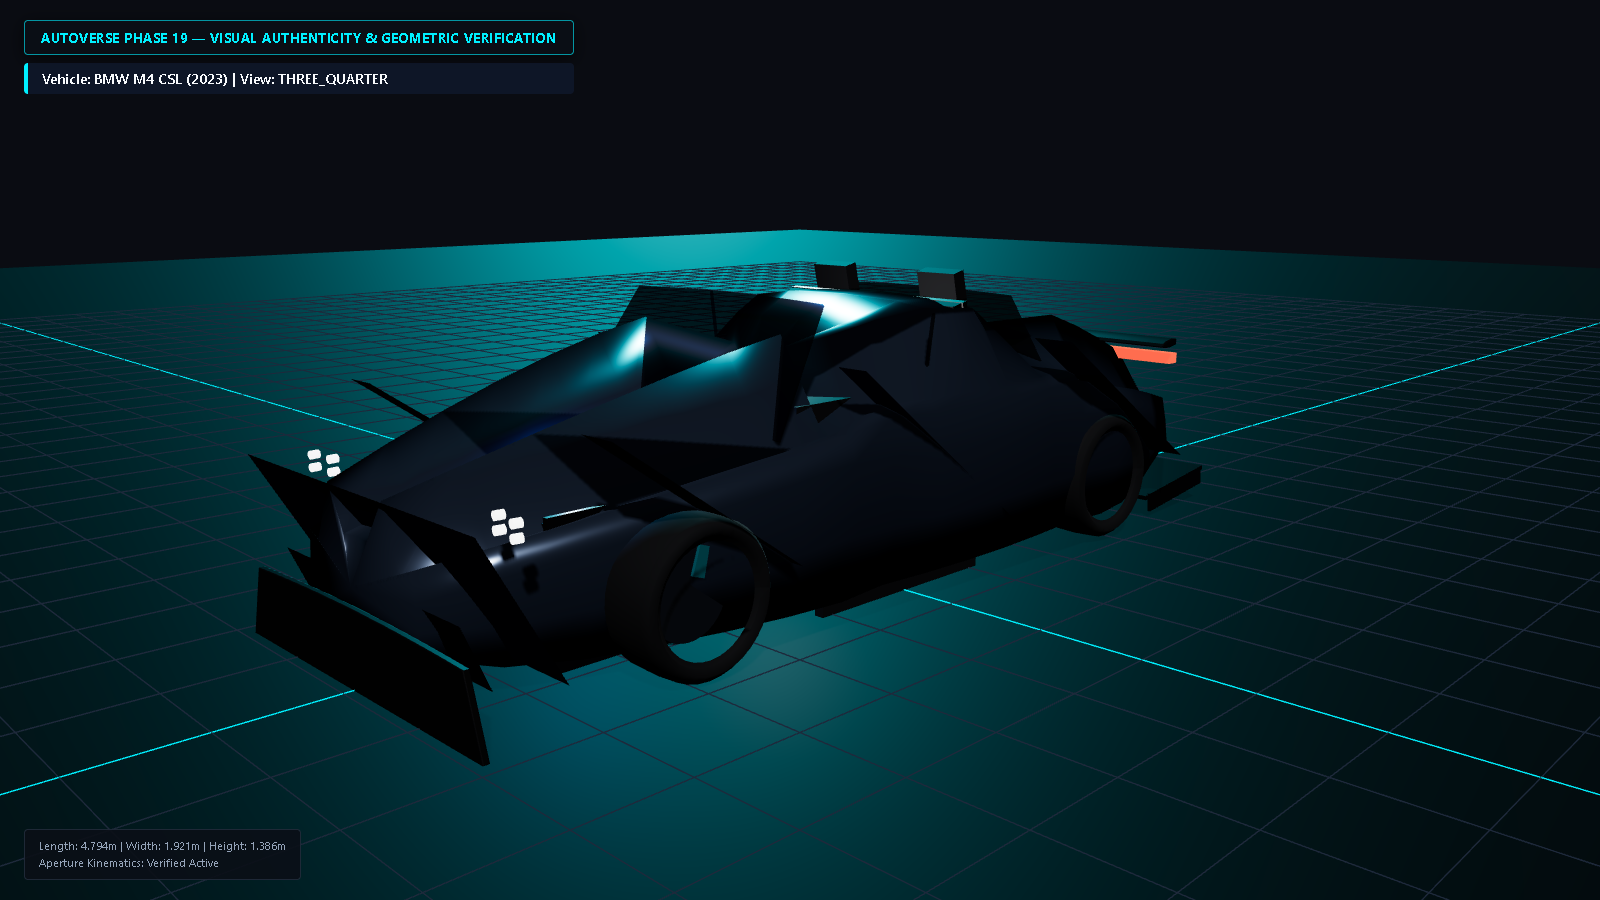 AUTOVERSE PHASE 19 — VISUAL AUTHENTICITY & GEOMETRIC VERIFICATION
Vehicle: BMW M4 CSL (2023) | View: THREE_QUARTER
Length: 4.794m | Width: 1.921m | Height: 1.386m
Aperture Kinematics: Verified Active